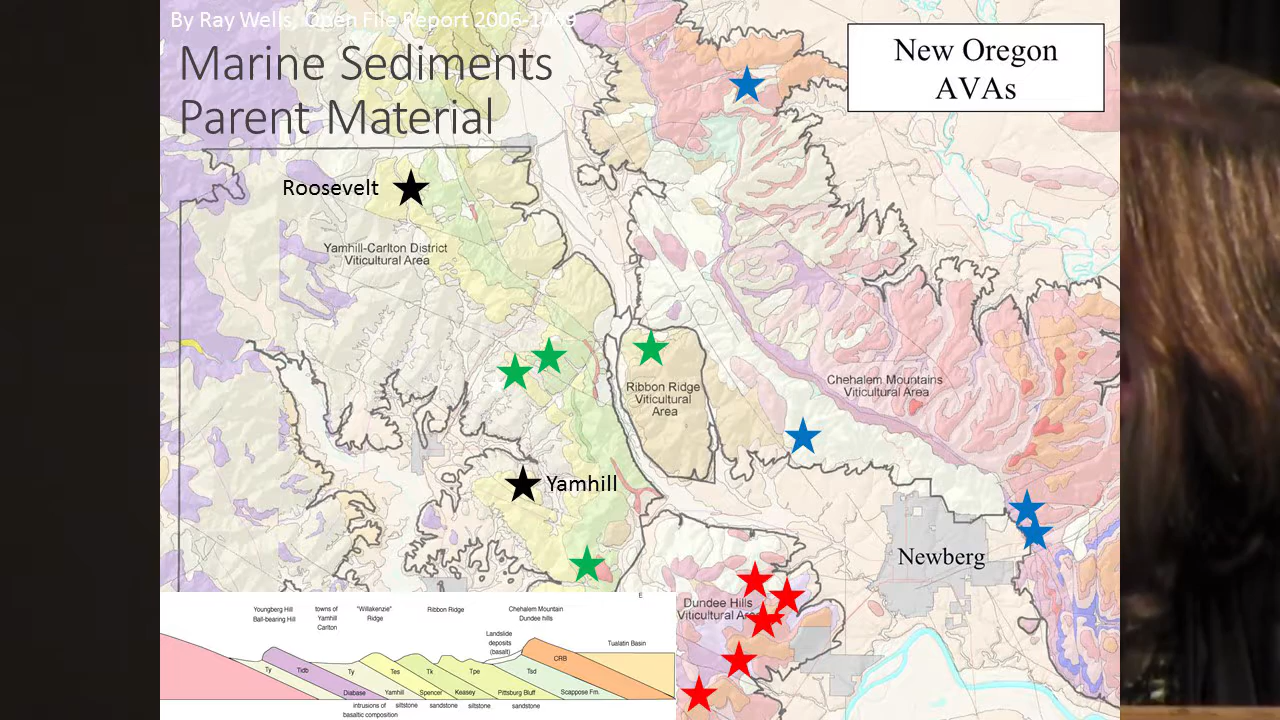 By Ray Wells, Open File Report 2006-1069
Marine Sediments
Parent Material
New Oregon
AVAs
Roosevelt
Yamhill-Carlton District
Viticultural Area
Ribbon Ridge
Viticultural
Area
Chehalem Mountains
Viticultural Area
Yamhill
Newberg
Dundee Hills
Viticultural Area
E
Youngberg Hill
Ball-bearing Hill
towns of
Yamhill
Carlton
"Willakenzie"
Ridge
Ribbon Ridge
Chehalem Mountain
Dundee hills
Landslide
deposits
(basalt)
Tualatin Basin
CRB
Ty
Tidb
Ty
Tes
Tk
Tpe
Tsd
Diabase
Yamhill
Spencer
Keasey
Pittsburg Bluff
Scappose Fm.
intrusions of
basaltic composition
siltstone
sandstone
siltstone
sandstone